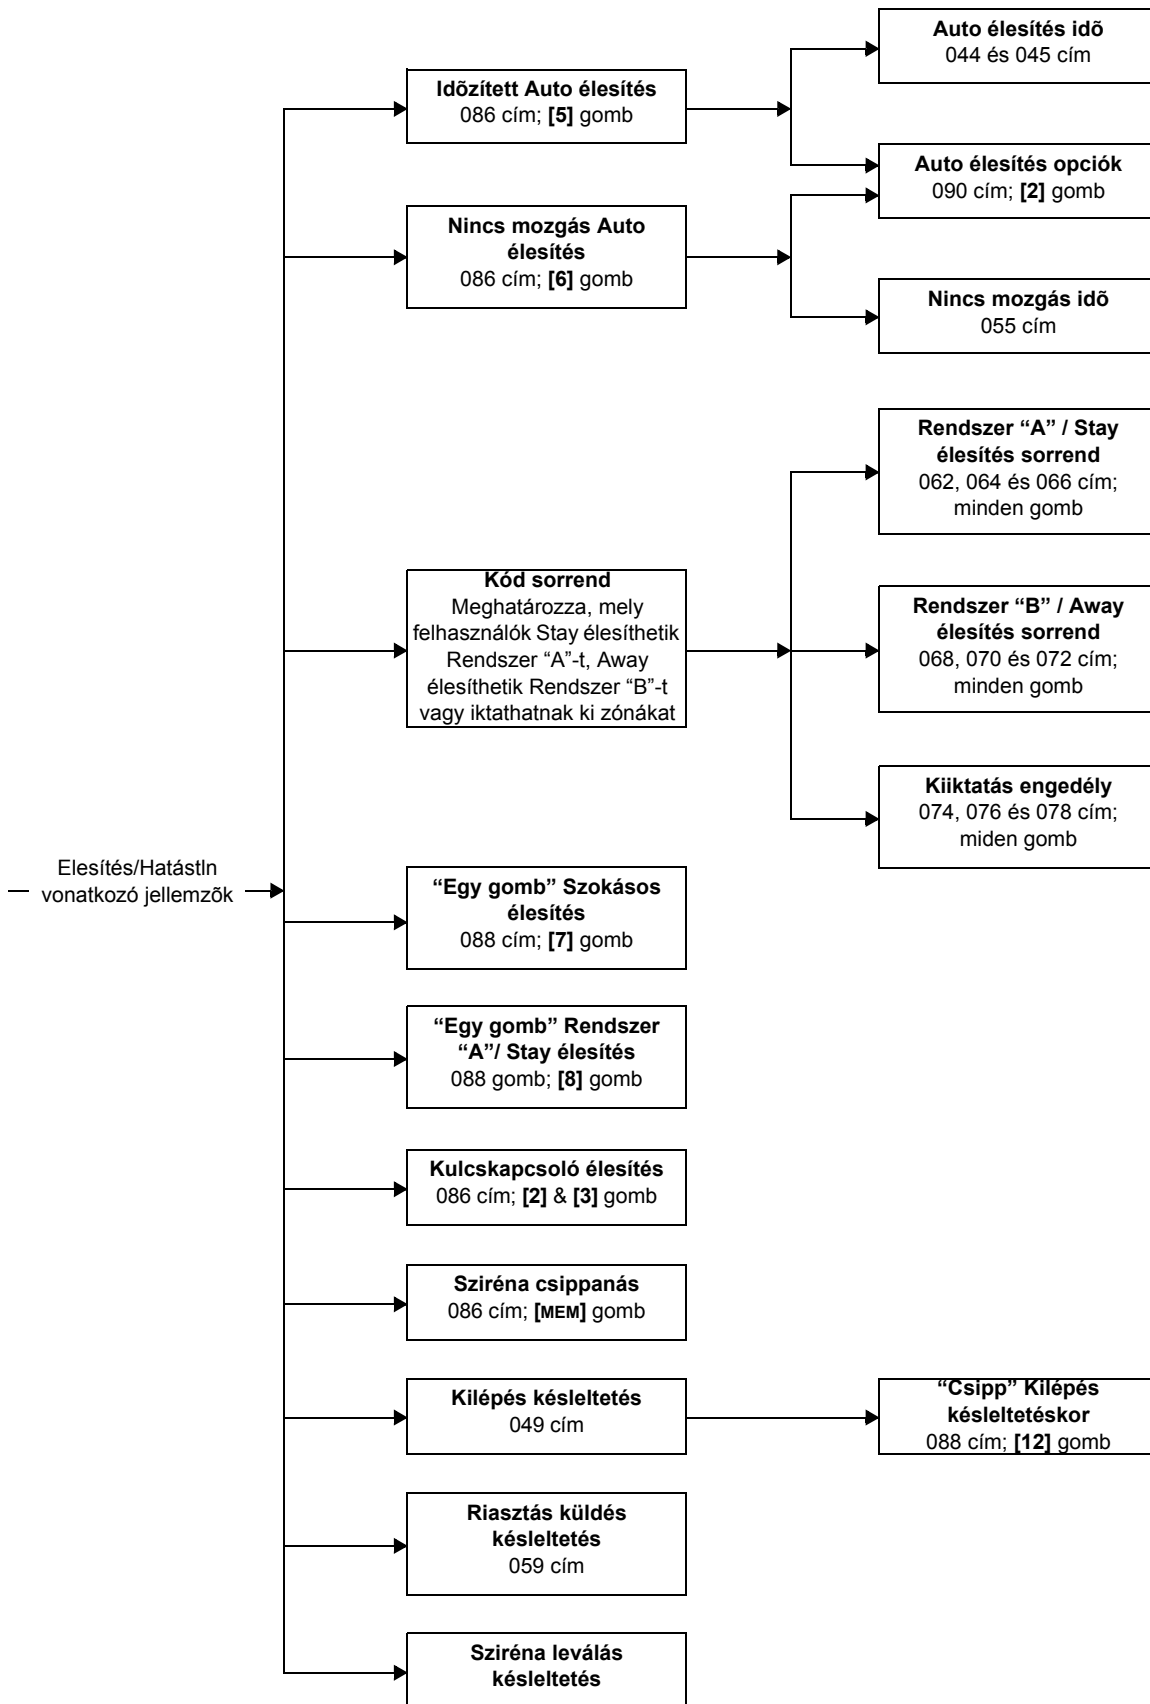 Auto élesítés idõ
044 és 045 cím
Idõzített Auto élesítés
086 cím; [5] gomb
Auto élesítés opciók
090 cím; [2] gomb
Nincs mozgás Auto
élesítés
086 cím; [6] gomb
Nincs mozgás idõ
055 cím
Rendszer “A” / Stay
élesítés sorrend
062, 064 és 066 cím;
minden gomb
Kód sorrend
Meghatározza, mely
felhasználók Stay élesíthetik
Rendszer “A”-t, Away
élesíthetik Rendszer “B”-t
vagy iktathatnak ki zónákat
Rendszer “B” / Away
élesítés sorrend
068, 070 és 072 cím;
minden gomb
Kiiktatás engedély
074, 076 és 078 cím;
miden gomb
Elesítés/Hatástln
vonatkozó jellemzõk
“Egy gomb” Szokásos
élesítés
088 cím; [7] gomb
“Egy gomb” Rendszer
“A”/ Stay élesítés
088 gomb; [8] gomb
Kulcskapcsoló élesítés
086 cím; [2] & [3] gomb
Sziréna csippanás
086 cím; [MEM] gomb
Kilépés késleltetés
049 cím
“Csipp” Kilépés
késleltetéskor
088 cím; [12] gomb
Riasztás küldés
késleltetés
059 cím
Sziréna leválás
késleltetés